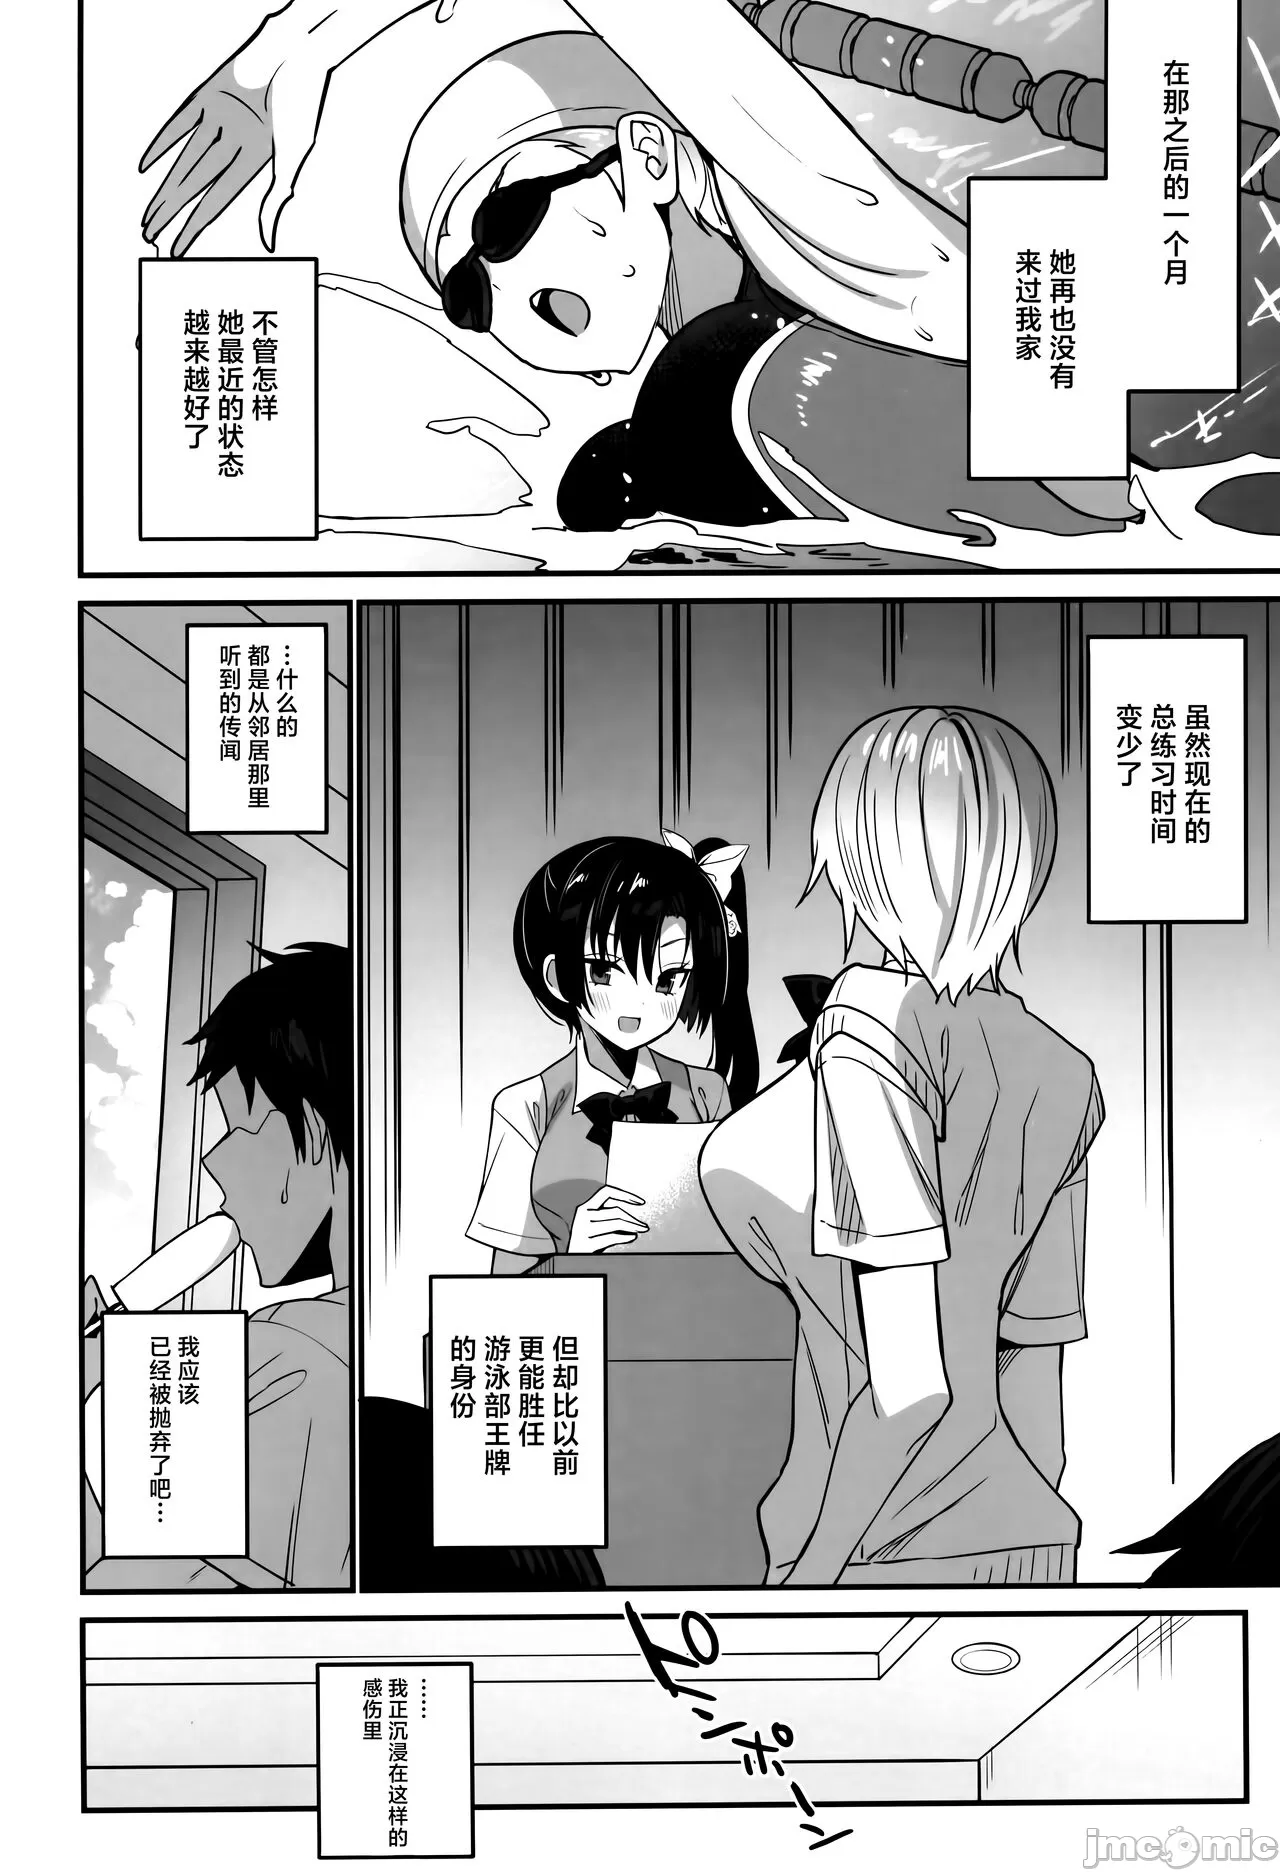 在那之后的一个月
她再也没有
来过我家
不管怎样
她最近的状态
越来越好了
虽然现在的
总练习时间
变少了
但却比以前
更能胜任
游泳部王牌
的身份
…什么的
都是从邻居那里
听到的传闻
我应该
已经被抛弃了吧…
……
我正沉浸在这样的
感伤里
ピンポーン
jmcomic